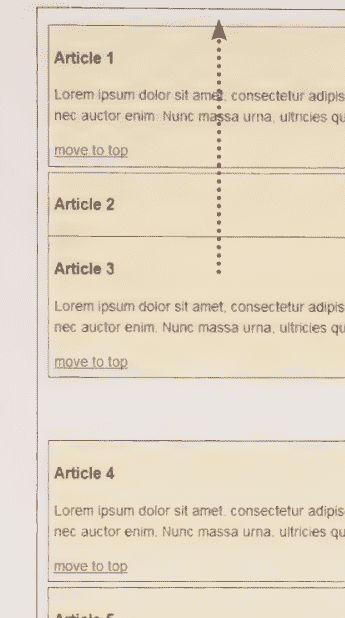 Article 1
Lorem ipsum dolor sit amet, consectetur adipis
nec auctor enim. Nunc massa urna, ultricies qu
move to top
Article 2
Article 3
Lorem ipsum dolor sit amet, consectetur adipis
nec auctor enim. Nunc massa urna, ultricies qu
move to top
Article 4
Lorem ipsum dolor sit amet, consectetur adipis
nec auctor enim. Nunc massa urna, ultricies qu
move to top
Article 5